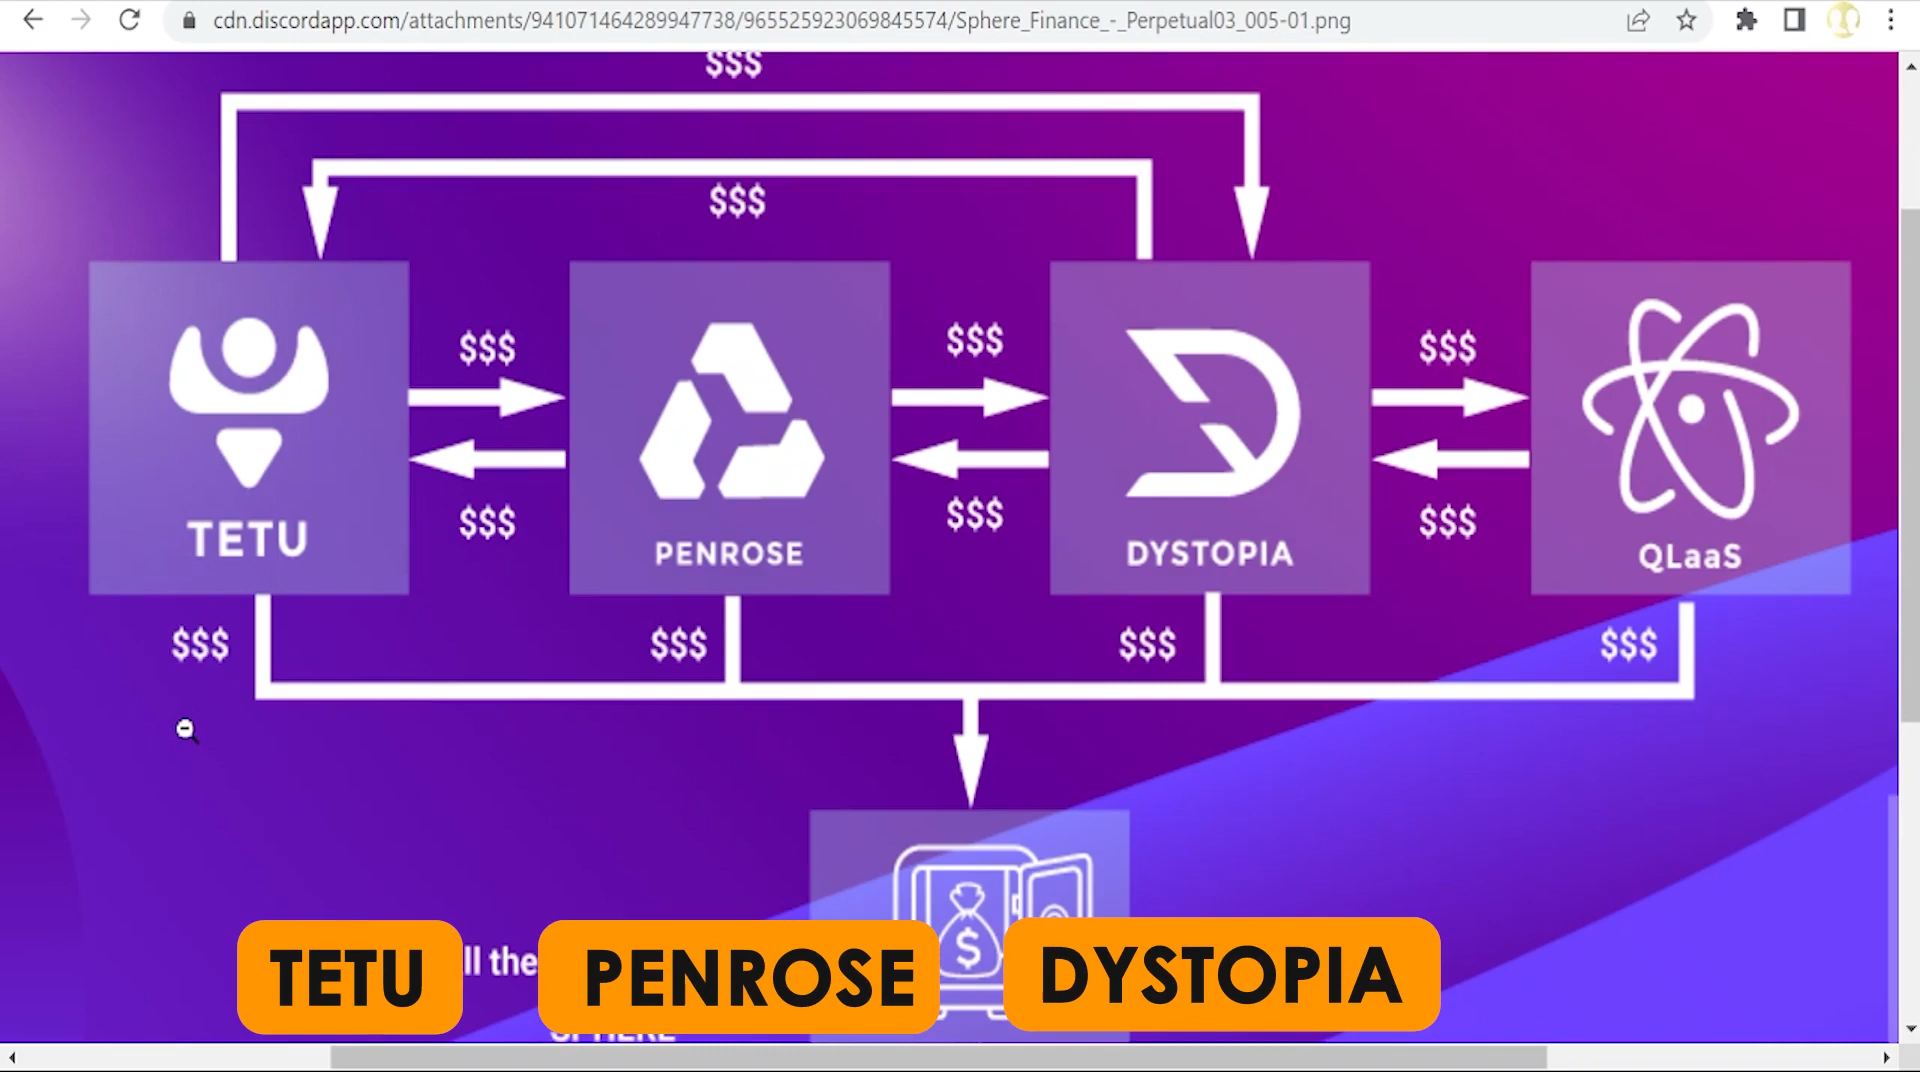 cdn.discordapp.com/attachments/941071464289947738/965525923069845574/Sphere_Finance_-_Perpetual03_005-01.png
$$$
$$$
$$$ $$$ $$$
TETU PENROSE DYSTOPIA QLaaS
$$$ $$$ $$$
$$$ $$$ $$$ $$$
$
TETU ll the PENROSE DYSTOPIA
SPHERE